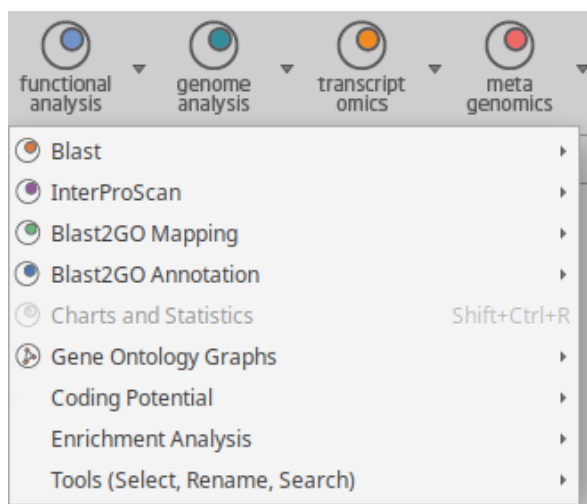 functional
analysis
genome
analysis
transcript
omics
meta
genomics
Blast
InterProScan
Blast2GO Mapping
Blast2GO Annotation
Charts and Statistics Shift+Ctrl+R
Gene Ontology Graphs
Coding Potential
Enrichment Analysis
Tools (Select, Rename, Search)